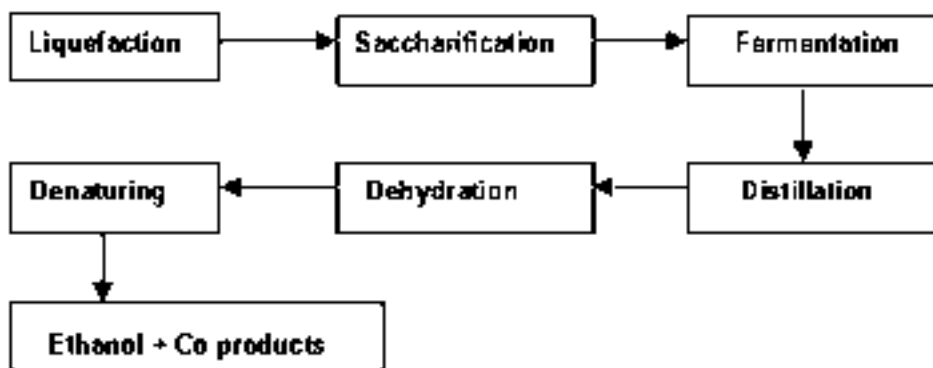 Liquefaction
Saccharification
Fermentation
Denaturing
Dehydration
Distillation
Ethanol + Co products